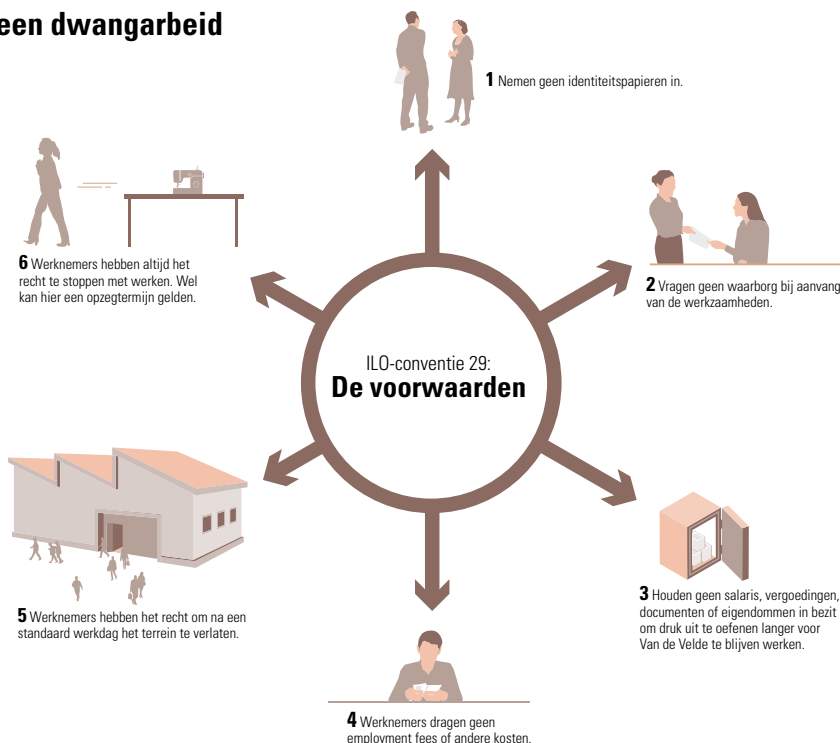 een dwangarbeid
1 Nemen geen identiteitspapieren in.
2 Vragen geen waarborg bij aanvang
van de werkzaamheden.
3 Houden geen salaris, vergoedingen,
documenten of eigendommen in bezit
om druk uit te oefenen langer voor
Van de Velde te blijven werken.
4 Werknemers dragen geen
employment fees of andere kosten.
5 Werknemers hebben het recht om na een
standaard werkdag het terrein te verlaten.
6 Werknemers hebben altijd het
recht te stoppen met werken. Wel
kan hier een opzegtermijn gelden.
ILO-conventie 29:
De voorwaarden